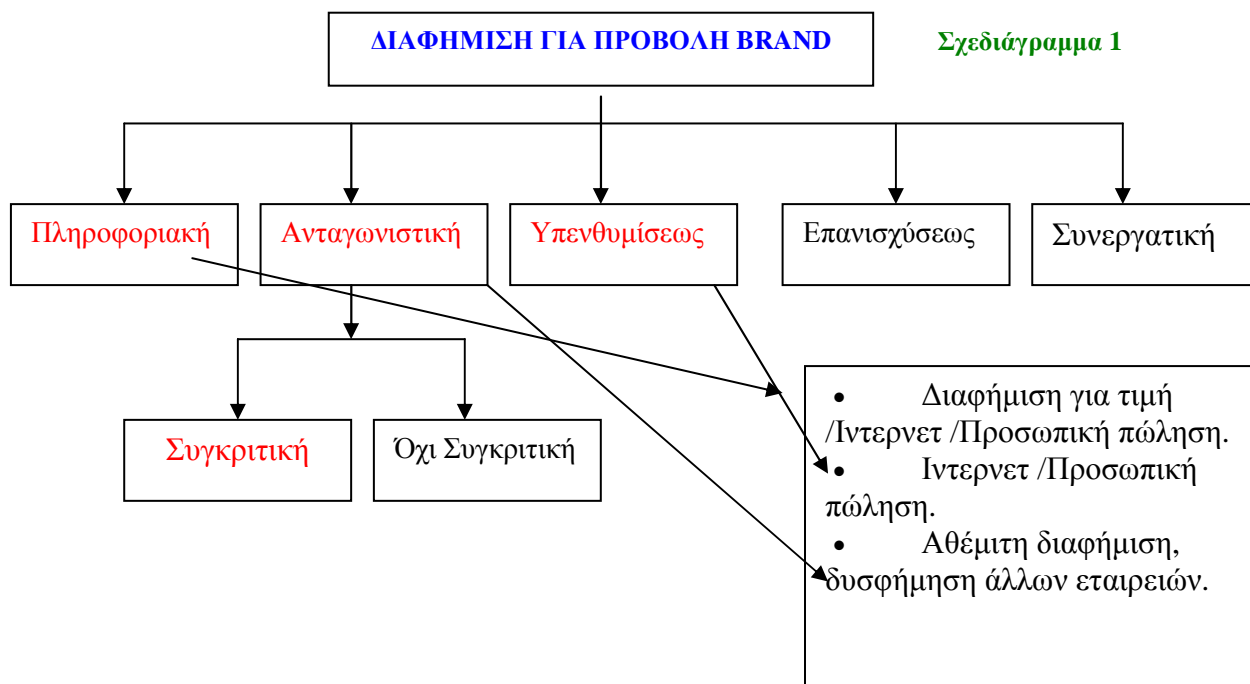 ΔΙΑΦΗΜΙΣΗ ΓΙΑ ΠΡΟΒΟΛΗ BRAND
Σχεδιάγραμμα 1
Πληροφοριακή
Ανταγωνιστική
Υπενθυμίσεως
Επανισχύσεως
Συνεργατική
Συγκριτική
Όχι Συγκριτική
• Διαφήμιση για τιμή
/Ιντερνετ /Προσωπική πώληση.
• Ιντερνετ /Προσωπική
πώληση.
• Αθέμιτη διαφήμιση,
δυσφήμηση άλλων εταιρειών.